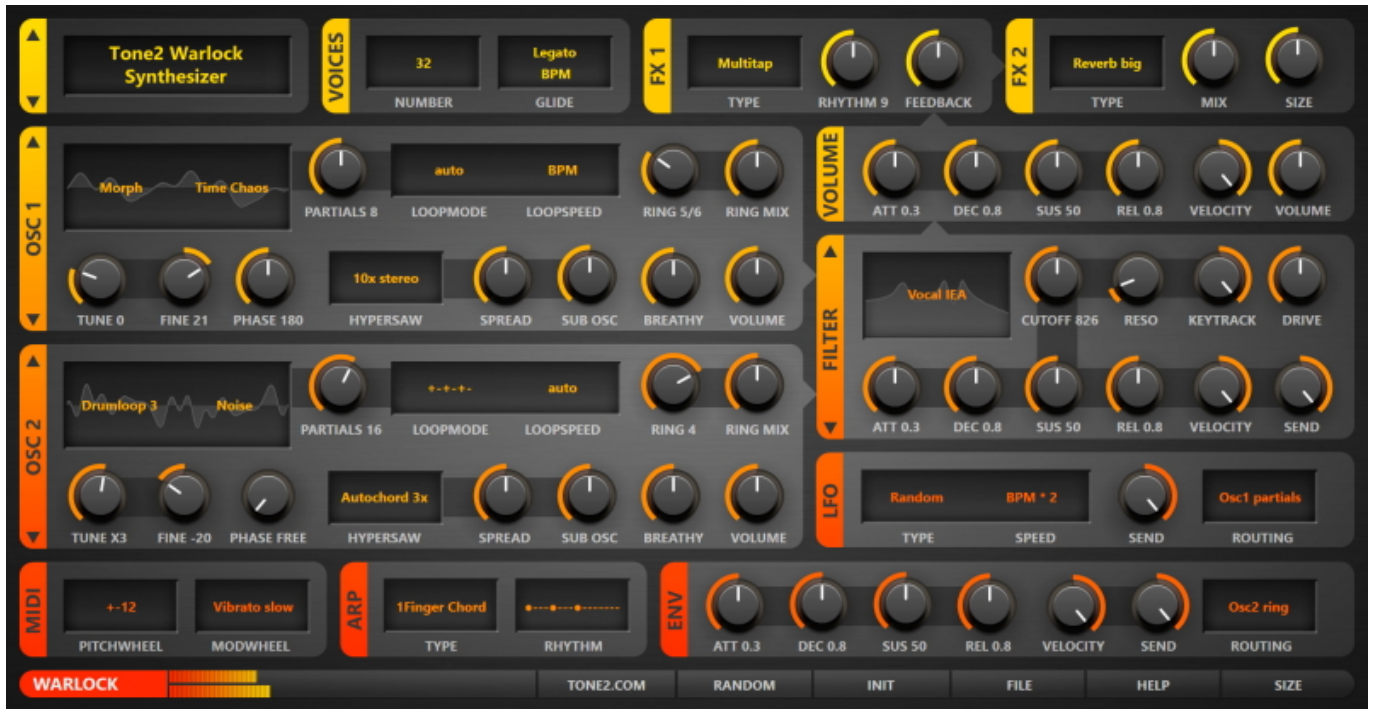 Tone2 Warlock
Synthesizer
VOICES
32
NUMBER
Legato
BPM
GLIDE
FX 1
Multitap
TYPE
RHYTHM 9
FEEDBACK
FX 2
Reverb big
TYPE
MIX
SIZE
OSC 1
Morph
Time Chaos
PARTIALS 8
auto
BPM
LOOPMODE
LOOPSPEED
RING 5/6
RING MIX
TUNE 0
FINE 21
PHASE 180
10x stereo
HYPERSAW
SPREAD
SUB OSC
BREATHY
VOLUME
VOLUME
ATT 0.3
DEC 0.8
SUS 50
REL 0.8
VELOCITY
VOLUME
FILTER
Vocal IEA
CUTOFF 826
RESO
KEYTRACK
DRIVE
ATT 0.3
DEC 0.8
SUS 50
REL 0.8
VELOCITY
SEND
OSC 2
Drumloop 3
Noise
PARTIALS 16
+-+-+-
auto
LOOPMODE
LOOPSPEED
RING 4
RING MIX
TUNE X3
FINE -20
PHASE FREE
Autochord 3x
HYPERSAW
SPREAD
SUB OSC
BREATHY
VOLUME
LFO
Random
BPM * 2
TYPE
SPEED
SEND
Osc1 partials
ROUTING
MIDI
+-12
PITCHWHEEL
Vibrato slow
MODWHEEL
ARP
1Finger Chord
TYPE
RHYTHM
ENV
ATT 0.3
DEC 0.8
SUS 50
REL 0.8
VELOCITY
SEND
Osc2 ring
ROUTING
WARLOCK
TONE2.COM
RANDOM
INIT
FILE
HELP
SIZE